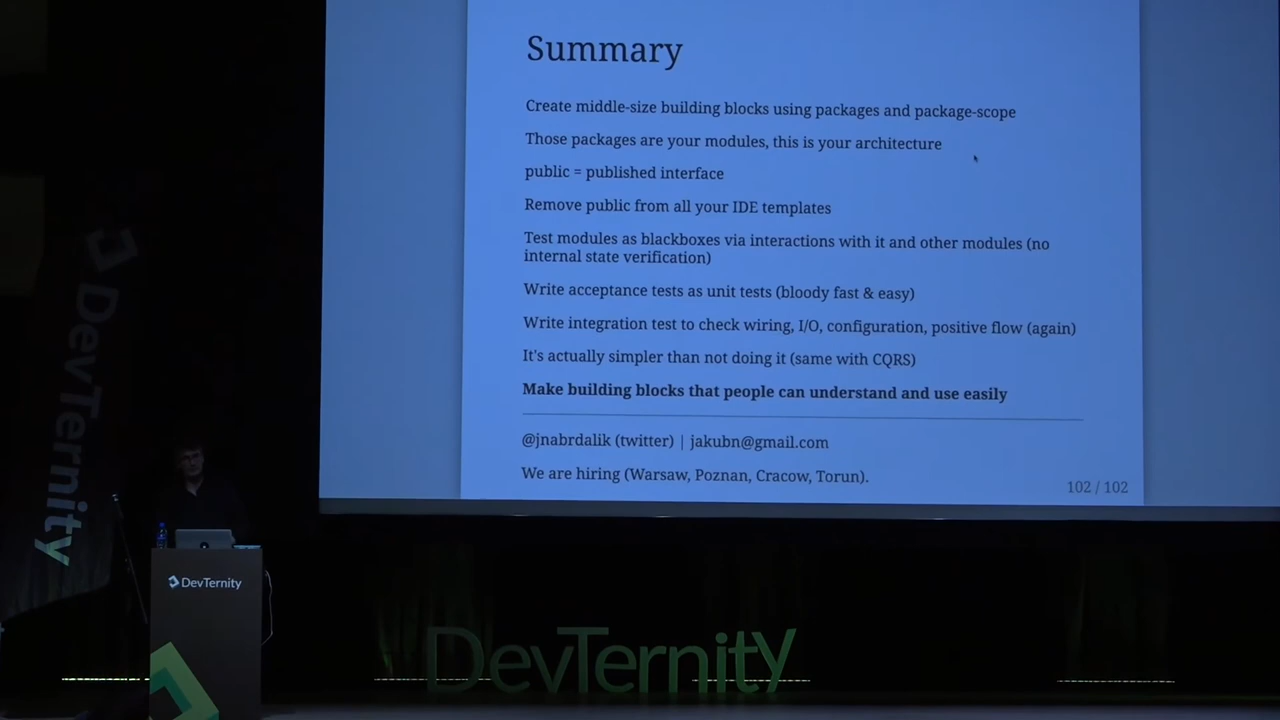 Summary
Create middle-size building blocks using packages and package-scope
Those packages are your modules, this is your architecture
public = published interface
Remove public from all your IDE templates
Test modules as blackboxes via interactions with it and other modules (no
internal state verification)
Write acceptance tests as unit tests (bloody fast & easy)
Write integration test to check wiring, I/O, configuration, positive flow (again)
It's actually simpler than not doing it (same with CQRS)
Make building blocks that people can understand and use easily
@jnabrdalik (twitter) | jakubn@gmail.com
We are hiring (Warsaw, Poznan, Cracow, Torun).
102 / 102
DevTernity
DevTernity
DevTernity